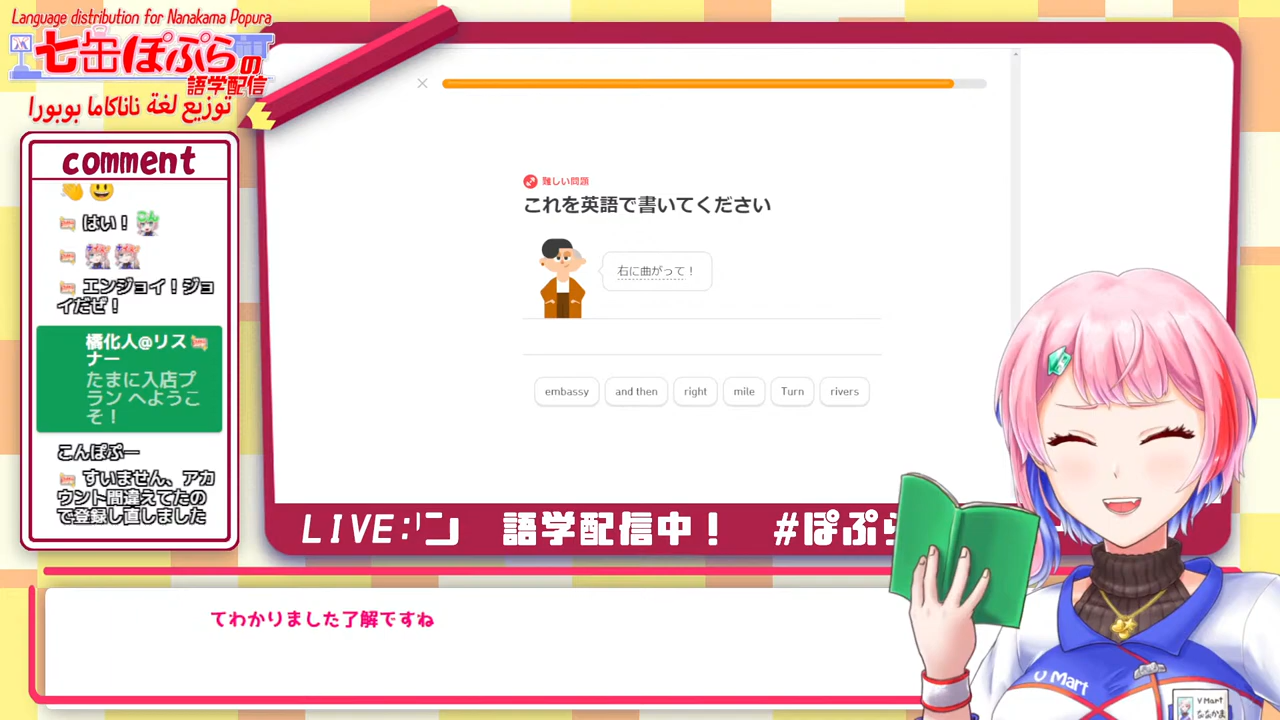 Language distribution for Nanakama Popura
七缶ぽぷらの
語学配信
توزيع لغة ناناكاما بوبورا
comment
はい！
エンジョイ！ジョ
イだぜ！
橘化人@リス
ナー
たまに入店プ
ラン へようこ
そ！
こんぽぷー
すいません、アカ
ウント間違えてたの
で登録し直しました
難しい問題
これを英語で書いてください
右に曲がって！
embassy
and then
right
mile
Turn
rivers
LIVE:
語学配信中！
#ぽぷ
てわかりました了解ですね
V Mart
V Mart
ななかま